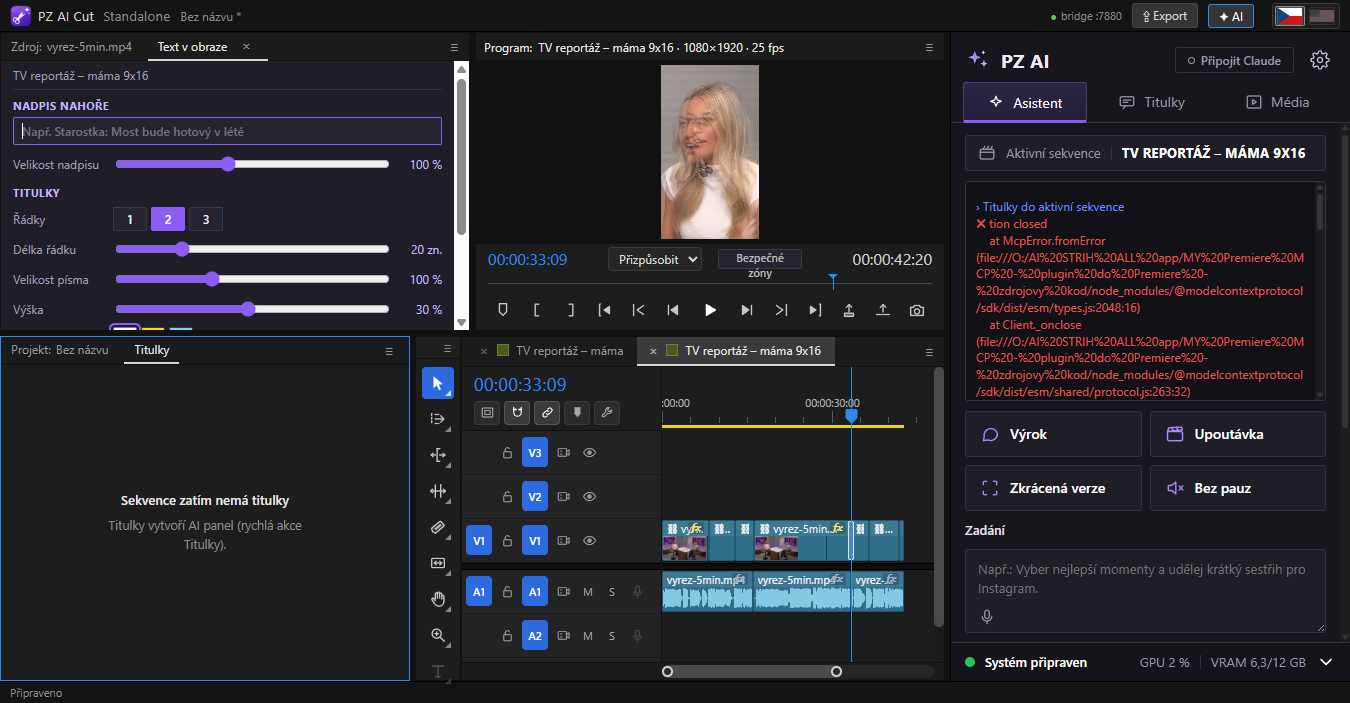 PZ AI Cut Standalone Bez názvu *
bridge :7880
Export
AI
Zdroj: vyrez-5min.mp4
Text v obraze
TV reportáž – máma 9x16
NADPIS NAHOŘE
Např. Starostka: Most bude hotový v létě
Velikost nadpisu 100 %
TITULKY
Řádky 1 2 3
Délka řádku 20 zn.
Velikost písma 100 %
Výška 30 %
Program: TV reportáž – máma 9x16 · 1080×1920 · 25 fps
00:00:33:09
Přizpůsobit
Bezpečné
zóny
00:00:42:20
Projekt: Bez názvu
Titulky
Sekvence zatím nemá titulky
Titulky vytvoří AI panel (rychlá akce
Titulky).
TV reportáž – máma
TV reportáž – máma 9x16
00:00:33:09
:00:00
00:00:30:00
V3
V2
V1 V1
vy fx
vyrez-5min... fx
A1 A1 M S
vyrez-5min.mp4 fx
vyrez-5min.mp4 fx
vyrez-... fx
A2 M S
PZ AI
Připojit Claude
Asistent
Titulky
Média
Aktivní sekvence
TV REPORTÁŽ – MÁMA 9X16
› Titulky do aktivní sekvence
tion closed
at McpError.fromError
(file:///O:/AI%20STRIH%20ALL%20app/MY%20Premiere%20M
CP%20-%20plugin%20do%20Premiere%20-
%20zdrojovy%20kod/node_modules/@modelcontextprotocol
/sdk/dist/esm/types.js:2048:16)
at Client._onclose
(file:///O:/AI%20STRIH%20ALL%20app/MY%20Premiere%20M
CP%20-%20plugin%20do%20Premiere%20-
%20zdrojovy%20kod/node_modules/@modelcontextprotocol
/sdk/dist/esm/shared/protocol.js:263:32)
Výrok
Upoutávka
Zkrácená verze
Bez pauz
Zadání
Např.: Vyber nejlepší momenty a udělej krátký sestřih pro
Instagram.
Systém připraven
GPU 2 %
VRAM 6,3/12 GB
Připraveno